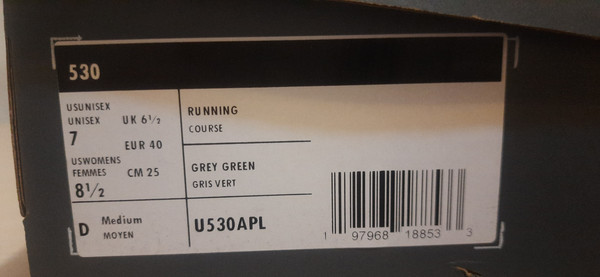 530
USUNISEX
UNISEX UK 6½
7
EUR 40
USWOMENS
FEMMES CM 25
8½
D Medium
MOYEN
RUNNING
COURSE
GREY GREEN
GRIS VERT
U530APL
1 97968 18853 3